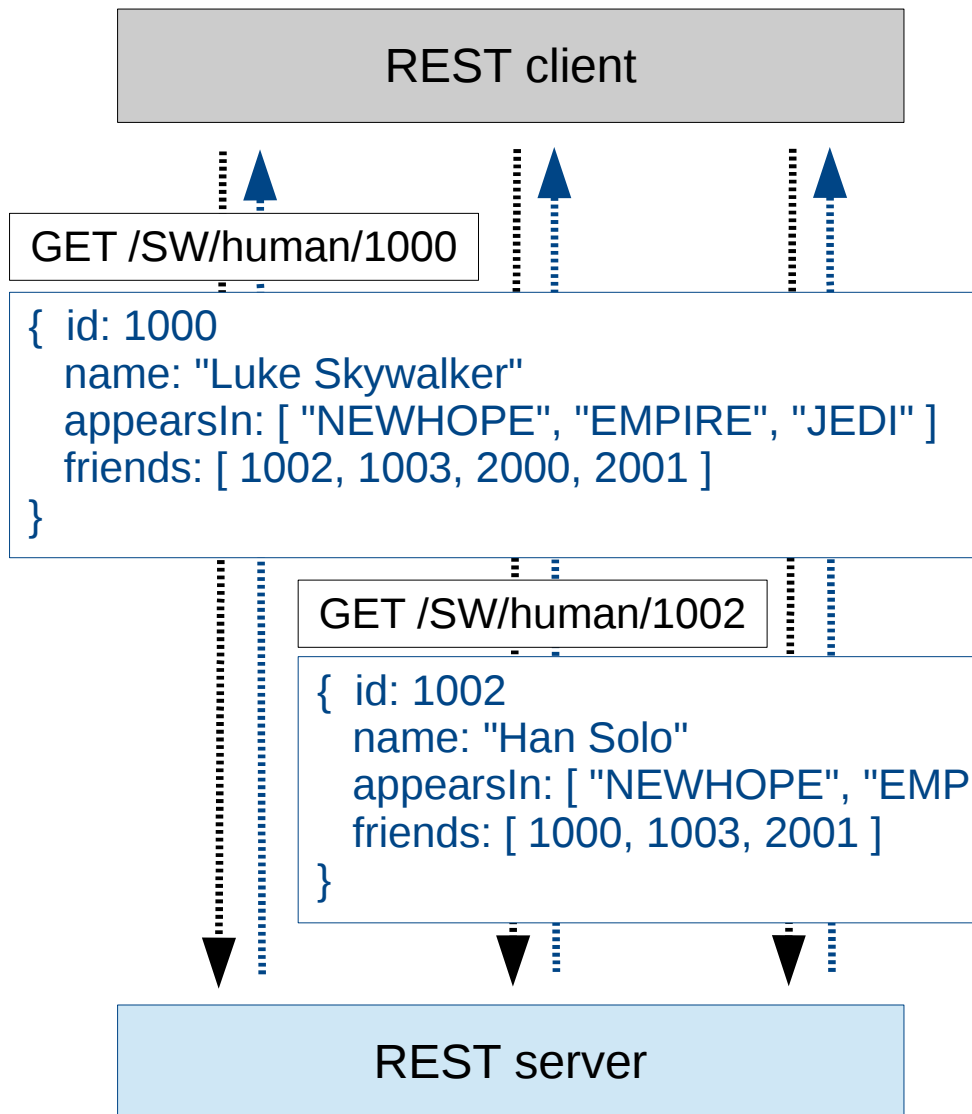 REST client
GET /SW/human/1000
{ id: 1000
name: "Luke Skywalker"
appearsIn: [ "NEWHOPE", "EMPIRE", "JEDI" ]
friends: [ 1002, 1003, 2000, 2001 ]
}
GET /SW/human/1002
{ id: 1002
name: "Han Solo"
appearsIn: [ "NEWHOPE", "EMP
friends: [ 1000, 1003, 2001 ]
}
REST server